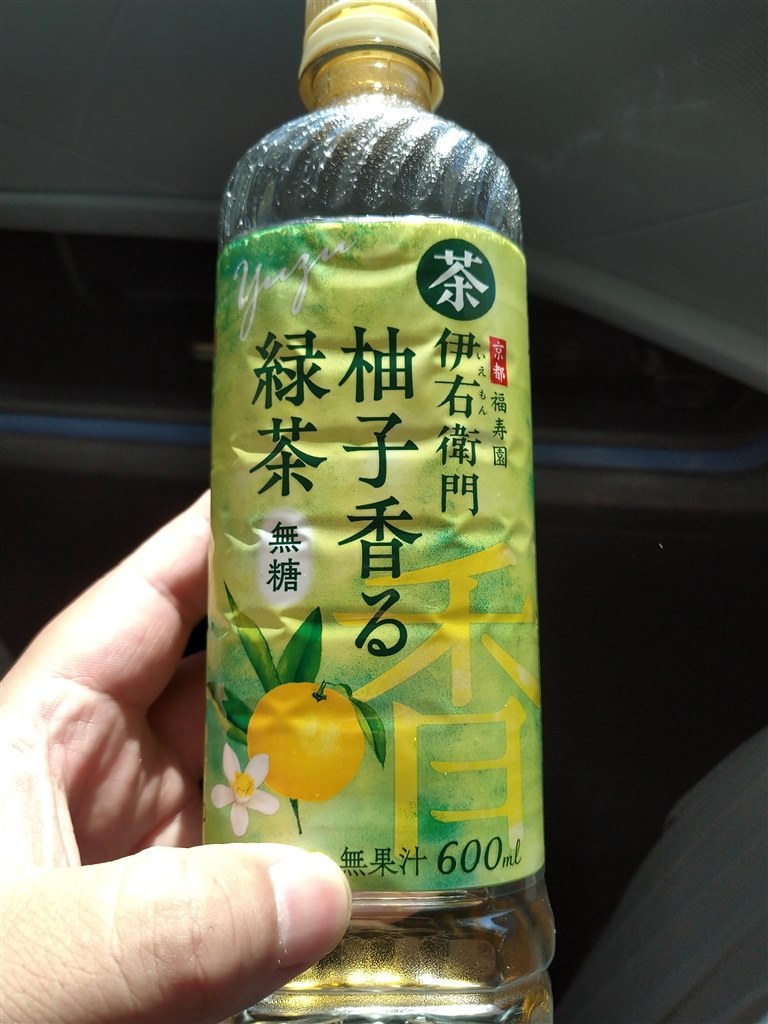 Yuzu
茶
京都
福寿園
いえもん
伊右衛門
柚子香る
緑茶
無糖
香
無果汁 600ml